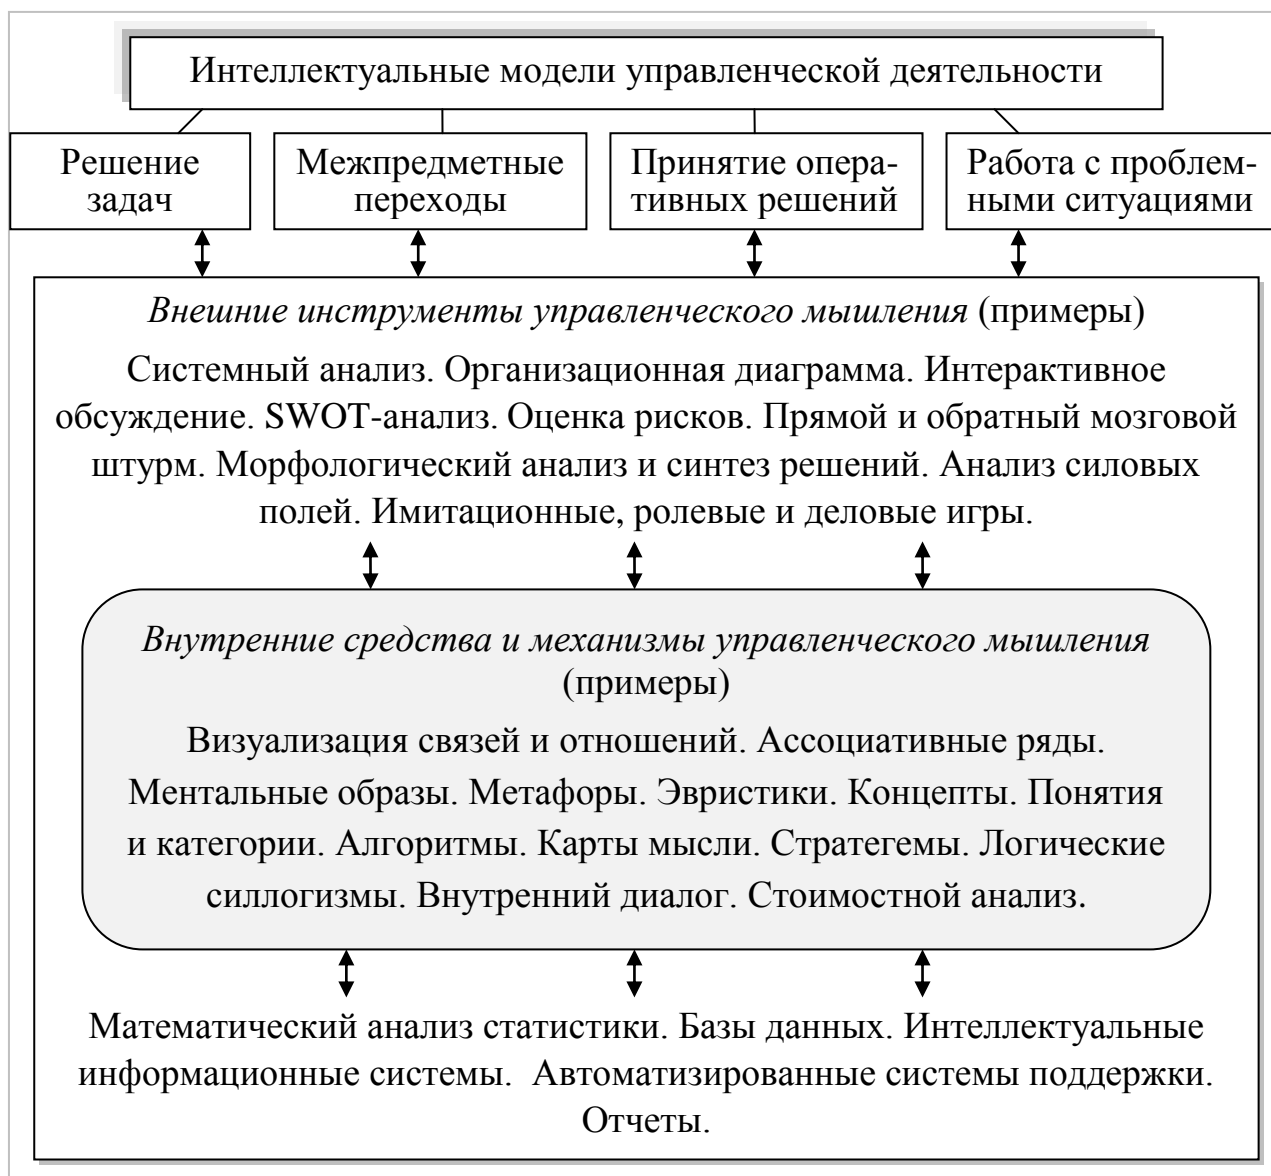 Интеллектуальные модели управленческой деятельности
Решение
задач
Межпредметные
переходы
Принятие опера-
тивных решений
Работа с проблем-
ными ситуациями
Внешние инструменты управленческого мышления (примеры)
Системный анализ. Организационная диаграмма. Интерактивное
обсуждение. SWOT-анализ. Оценка рисков. Прямой и обратный мозговой
штурм. Морфологический анализ и синтез решений. Анализ силовых
полей. Имитационные, ролевые и деловые игры.
Внутренние средства и механизмы управленческого мышления
(примеры)
Визуализация связей и отношений. Ассоциативные ряды.
Ментальные образы. Метафоры. Эвристики. Концепты. Понятия
и категории. Алгоритмы. Карты мысли. Стратегемы. Логические
силлогизмы. Внутренний диалог. Стоимостной анализ.
Математический анализ статистики. Базы данных. Интеллектуальные
информационные системы.  Автоматизированные системы поддержки.
Отчеты.